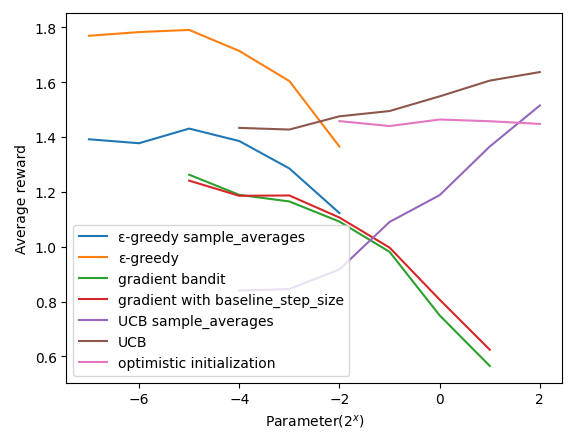 1.8
1.6
1.4
1.2
1.0
0.8
0.6
Average reward
ε-greedy sample_averages
ε-greedy
gradient bandit
gradient with baseline_step_size
UCB sample_averages
UCB
optimistic initialization
−6 −4 −2 0 2
Parameter(2ˣ)